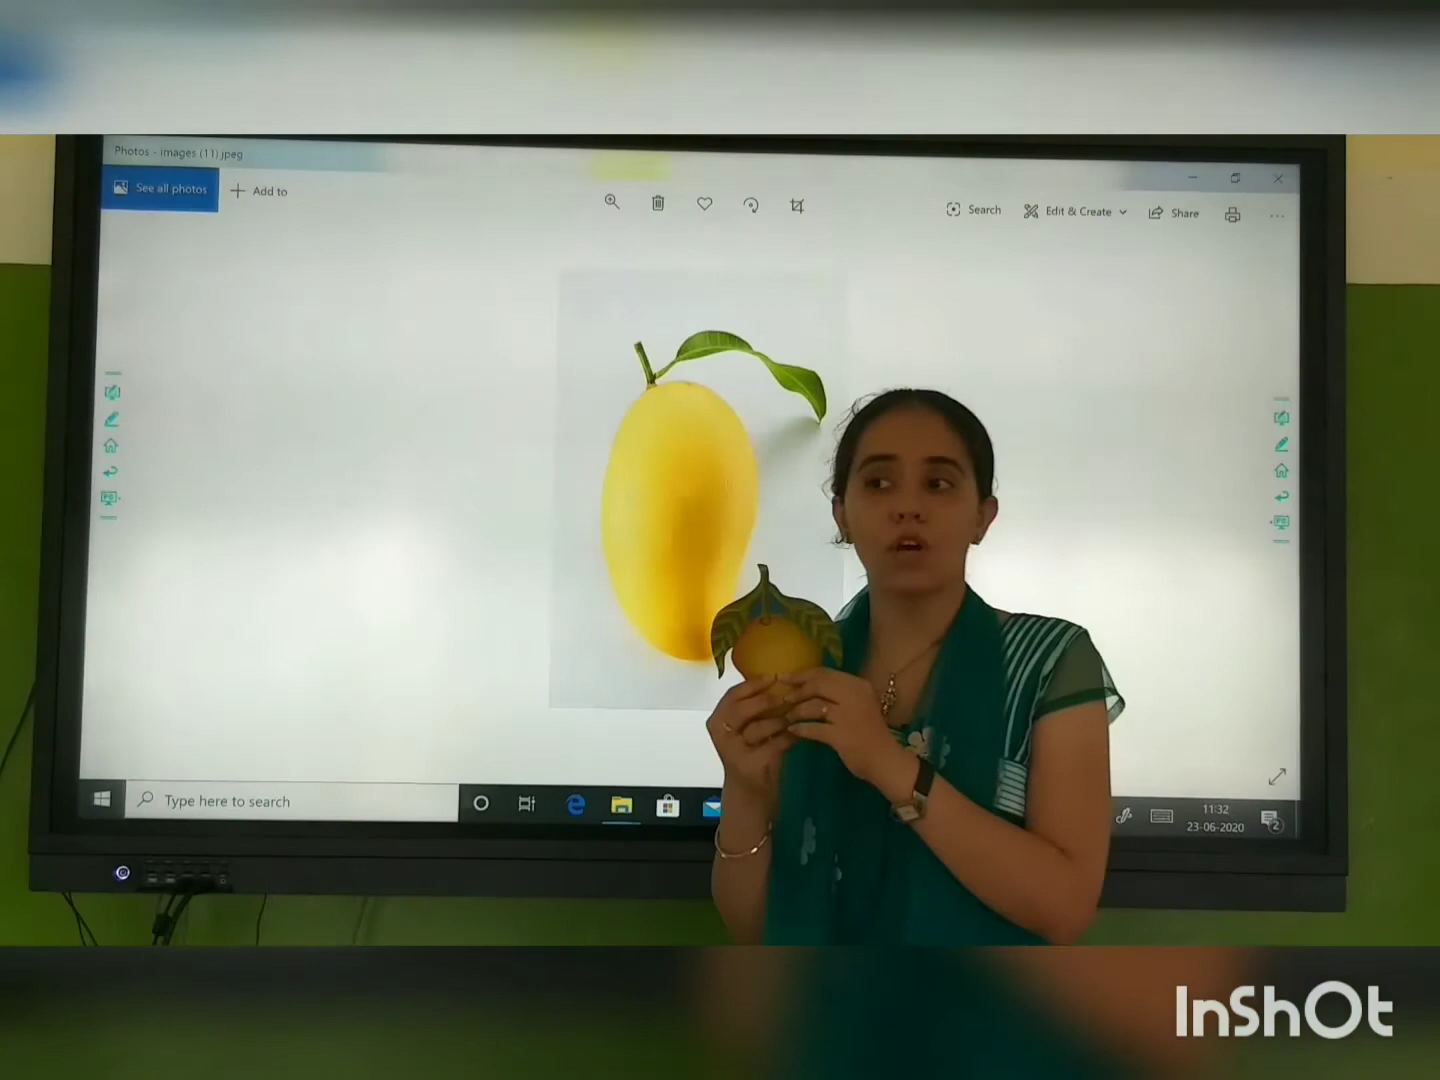 Photos - images (11).jpeg
See all photos
Add to
Search
Edit & Create
Share
Type here to search
11:32
23-06-2020
2
InShOt